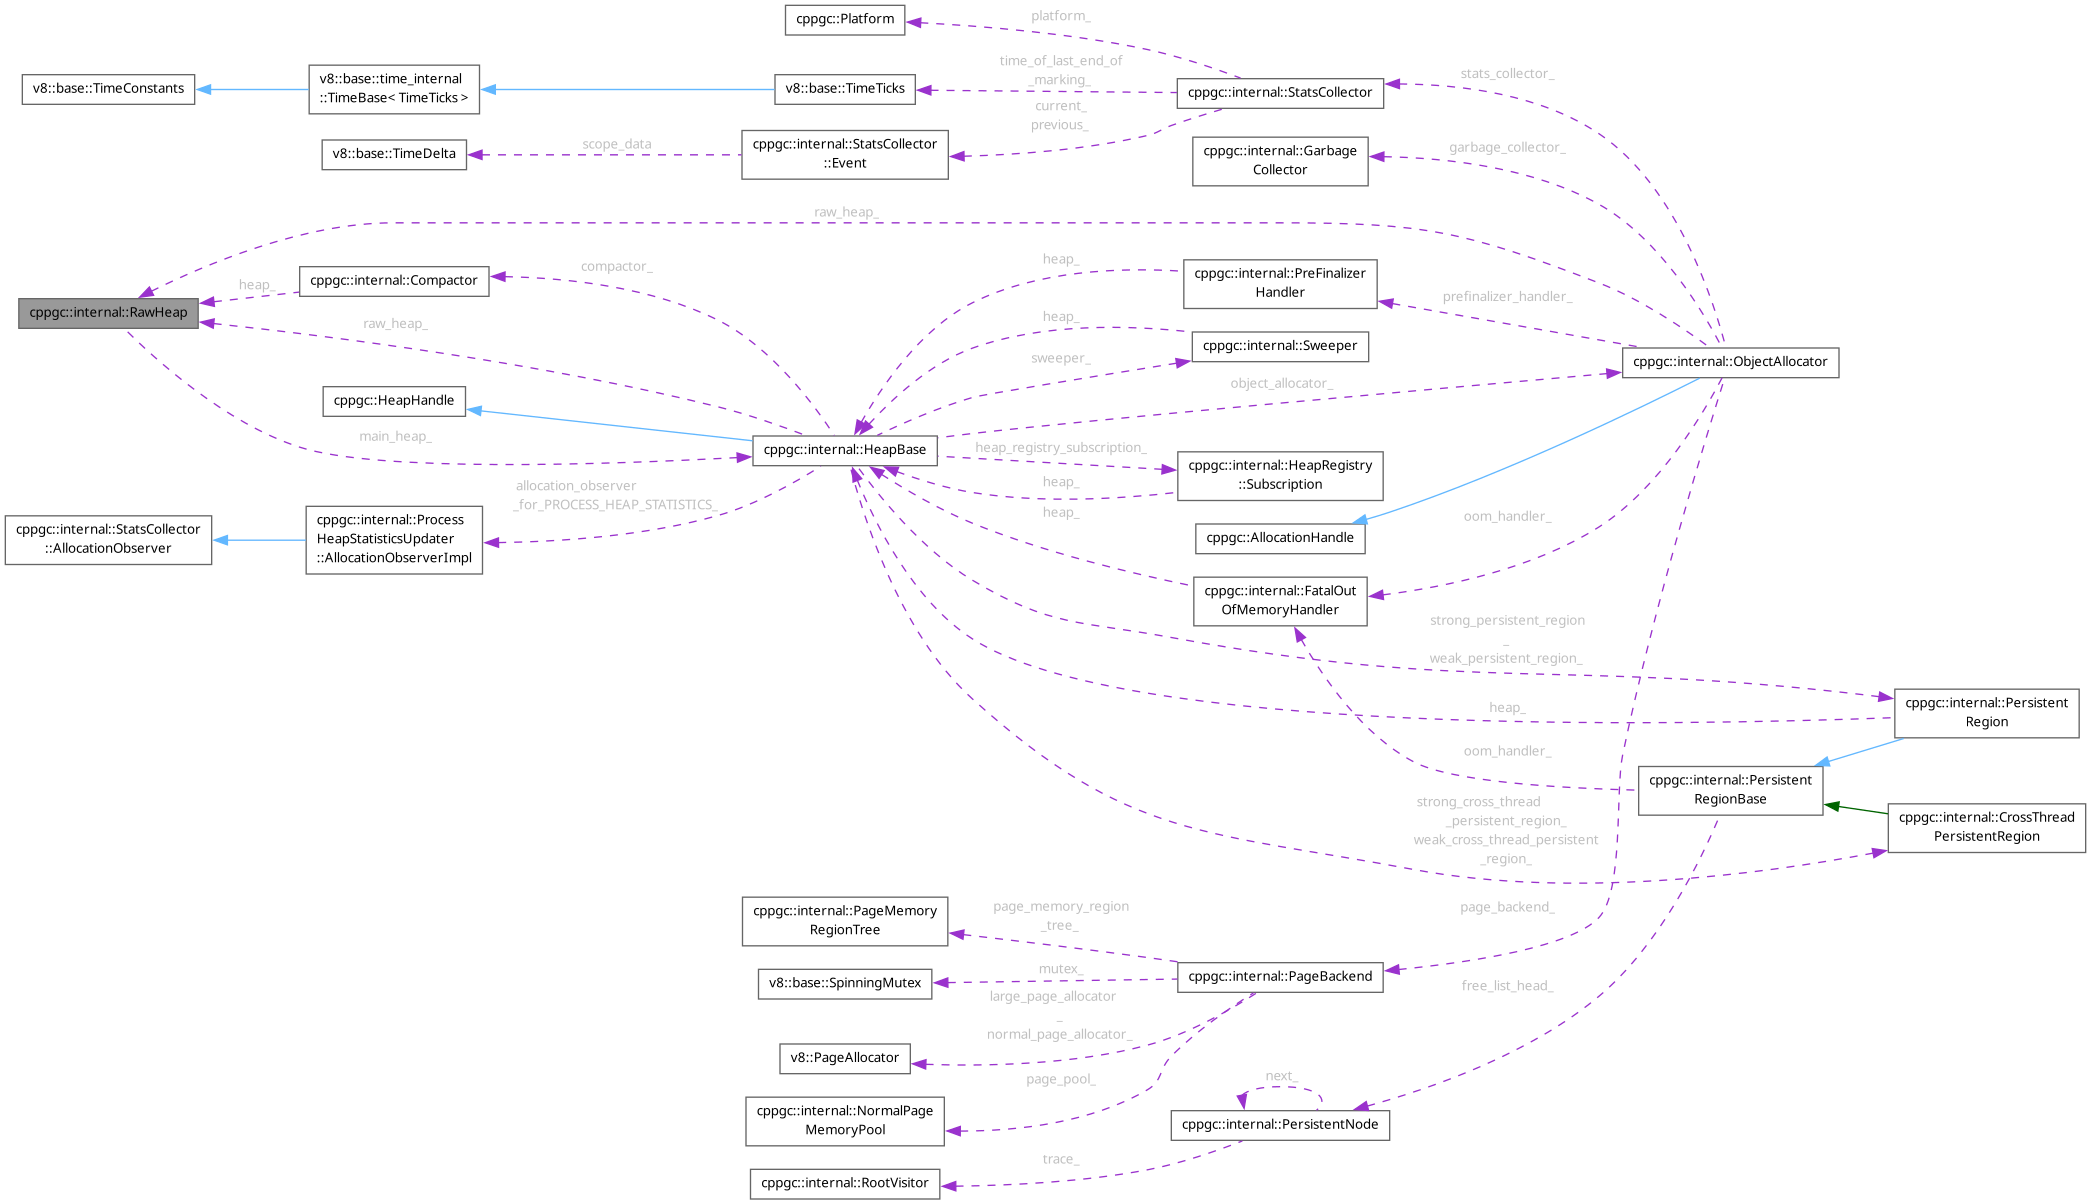 cppgc::Platform
platform_
v8::base::TimeConstants
v8::base::time_internal
::TimeBase< TimeTicks >
v8::base::TimeTicks
time_of_last_end_of
_marking_
cppgc::internal::StatsCollector
stats_collector_
current_
previous_
v8::base::TimeDelta
scope_data
cppgc::internal::StatsCollector
::Event
cppgc::internal::Garbage
Collector
garbage_collector_
raw_heap_
cppgc::internal::RawHeap
heap_
cppgc::internal::Compactor
compactor_
heap_
cppgc::internal::PreFinalizer
Handler
prefinalizer_handler_
raw_heap_
heap_
sweeper_
cppgc::internal::Sweeper
cppgc::internal::ObjectAllocator
object_allocator_
cppgc::HeapHandle
main_heap_
cppgc::internal::HeapBase
heap_registry_subscription_
heap_
cppgc::internal::HeapRegistry
::Subscription
cppgc::internal::StatsCollector
::AllocationObserver
cppgc::internal::Process
HeapStatisticsUpdater
::AllocationObserverImpl
allocation_observer
_for_PROCESS_HEAP_STATISTICS_
heap_
cppgc::AllocationHandle
oom_handler_
cppgc::internal::FatalOut
OfMemoryHandler
strong_persistent_region
_
weak_persistent_region_
heap_
cppgc::internal::Persistent
Region
oom_handler_
cppgc::internal::Persistent
RegionBase
strong_cross_thread
_persistent_region_
weak_cross_thread_persistent
_region_
cppgc::internal::CrossThread
PersistentRegion
cppgc::internal::PageMemory
RegionTree
page_memory_region
_tree_
page_backend_
v8::base::SpinningMutex
mutex_
cppgc::internal::PageBackend
free_list_head_
large_page_allocator
_
normal_page_allocator_
v8::PageAllocator
page_pool_
cppgc::internal::NormalPage
MemoryPool
next_
cppgc::internal::PersistentNode
trace_
cppgc::internal::RootVisitor